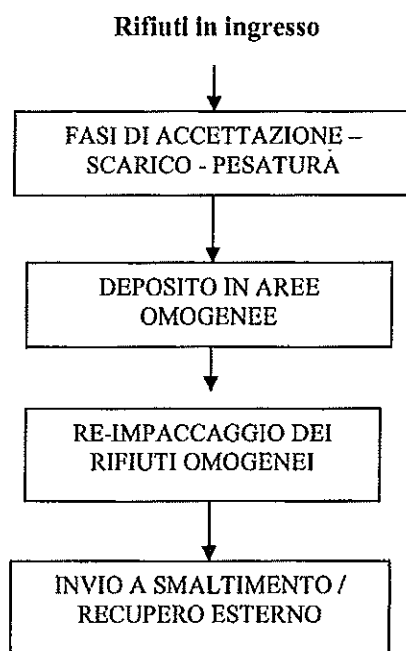 Rifiuti in ingresso
FASI DI ACCETTAZIONE –
SCARICO - PESATURA
DEPOSITO IN AREE
OMOGENEE
RE-IMPACCAGGIO DEI
RIFIUTI OMOGENEI
INVIO A SMALTIMENTO /
RECUPERO ESTERNO